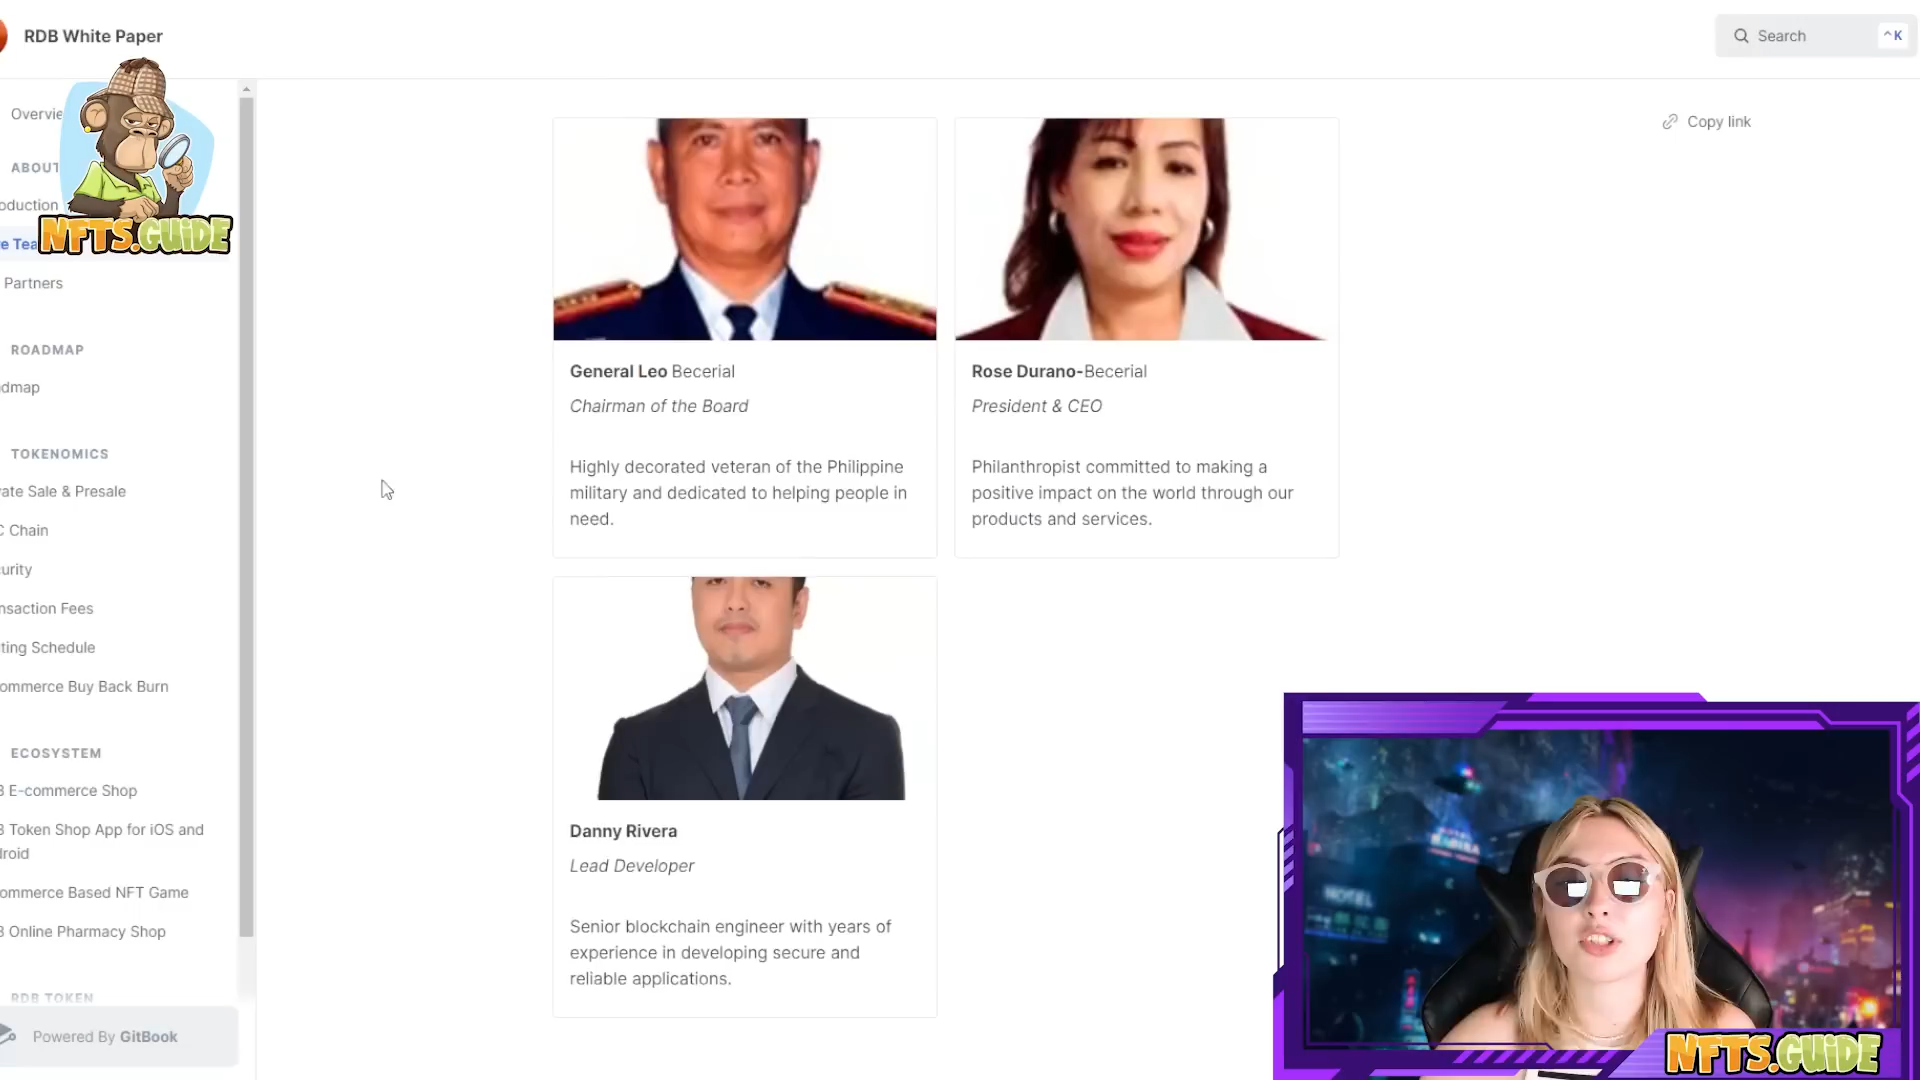 RDB White Paper
Search
^K
Overvie
ABOUT
oduction
e Tea
Partners
ROADMAP
dmap
TOKENOMICS
ate Sale & Presale
C Chain
urity
nsaction Fees
ting Schedule
ommerce Buy Back Burn
ECOSYSTEM
B E-commerce Shop
B Token Shop App for iOS and
droid
ommerce Based NFT Game
B Online Pharmacy Shop
RDB TOKEN
Powered By GitBook
NFTS.GUiDE
Copy link
General Leo Becerial
Chairman of the Board
Highly decorated veteran of the Philippine
military and dedicated to helping people in
need.
Rose Durano-Becerial
President & CEO
Philanthropist committed to making a
positive impact on the world through our
products and services.
Danny Rivera
Lead Developer
Senior blockchain engineer with years of
experience in developing secure and
reliable applications.
HOTEL
NFTS.GUiDE